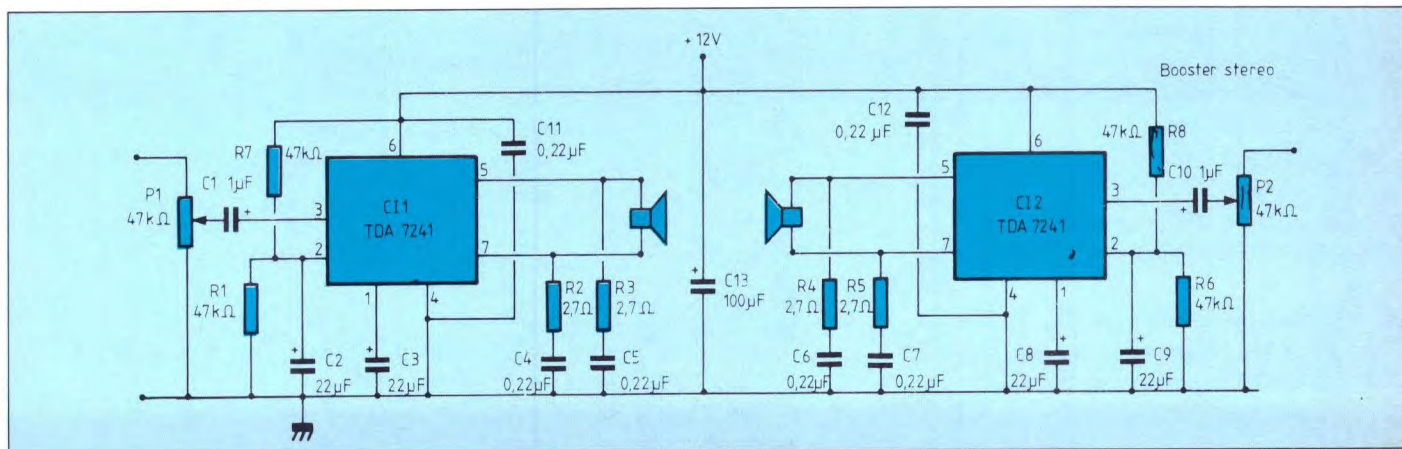 + 12V
Booster stereo
C12
0,22 µF
C11
0,22µF
R7
47kΩ
6
5
P1
47kΩ
C1 1µF
+
3
CI1
TDA 7241
7
2
R1
47kΩ
1
4
+
C2
22µF
+
C3
22µF
R2
2,7Ω
R3
2,7Ω
C4
0,22µF
C5
0,22µF
+
C13
100µF
R4
2,7Ω
R5
2,7Ω
C6
0,22µF
C7
0,22µF
6
5
CI2
TDA 7241
3
7
2
4
1
47kΩ
R8
C10 1µF
+
P2
47kΩ
R6
47kΩ
+
C8
22µF
+
C9
22µF